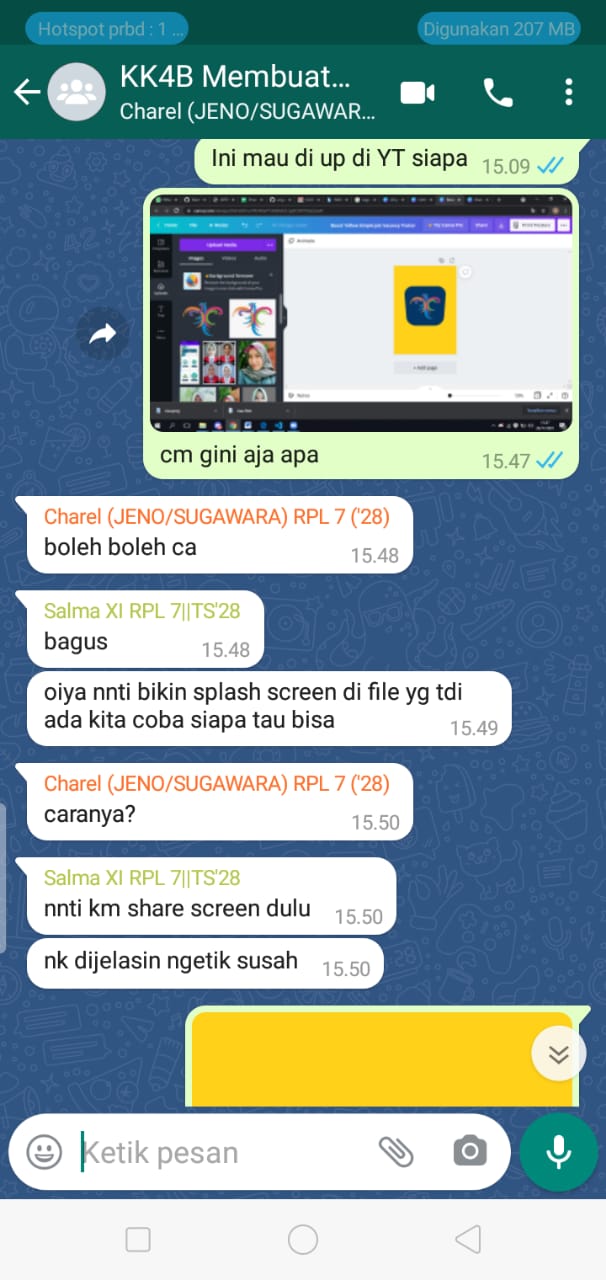 Hotspot prbd : 1 ...
Digunakan 207 MB
KK4B Membuat...
Charel (JENO/SUGAWAR...
Ini mau di up di YT siapa
15.09
Upload media
Images
Videos
Audio
Background Remover
Animate
+ Add page
Notes
cm gini aja apa
15.47
Charel (JENO/SUGAWARA) RPL 7 ('28)
boleh boleh ca
15.48
Salma XI RPL 7||TS'28
bagus
15.48
oiya nnti bikin splash screen di file yg tdi
ada kita coba siapa tau bisa
15.49
Charel (JENO/SUGAWARA) RPL 7 ('28)
caranya?
15.50
Salma XI RPL 7||TS'28
nnti km share screen dulu
15.50
nk dijelasin ngetik susah
15.50
Ketik pesan